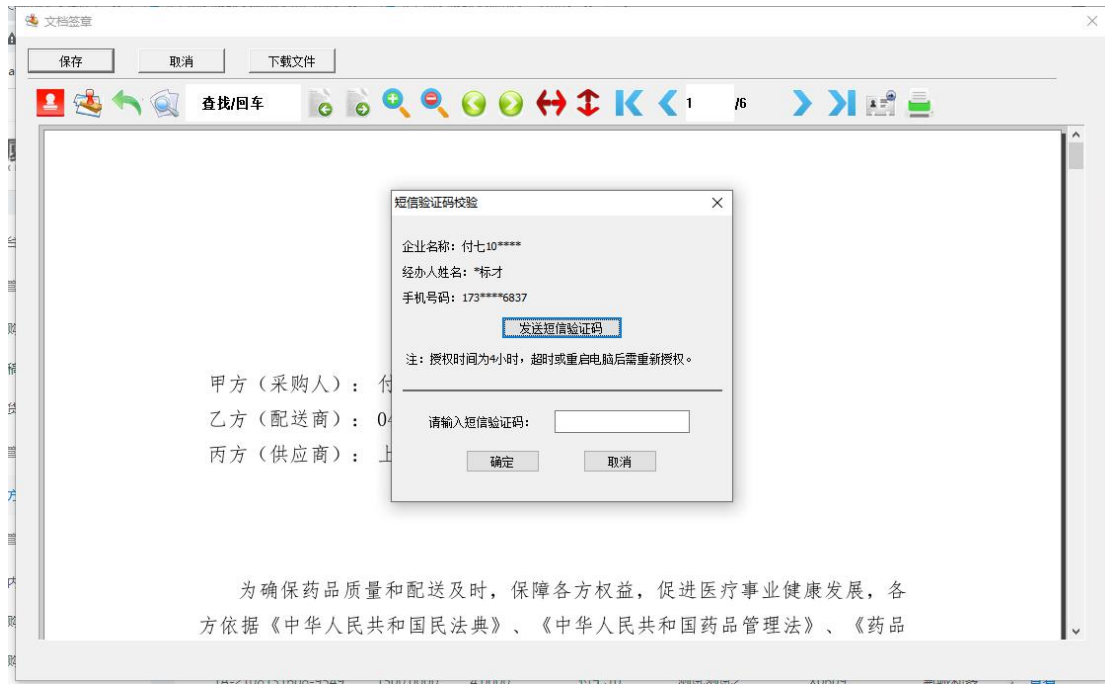 文档签章
保存 取消 下载文件
查找/回车 1 /6
短信验证码校验
企业名称：付七10****
经办人姓名：*标才
手机号码：173****6837
发送短信验证码
注：授权时间为4小时，超时或重启电脑后需重新授权。
甲方（采购人）：
乙方（配送商）：04
丙方（供应商）：上
请输入短信验证码：
确定 取消
为确保药品质量和配送及时，保障各方权益，促进医疗事业健康发展，各
方依据《中华人民共和国民法典》、《中华人民共和国药品管理法》、《药品